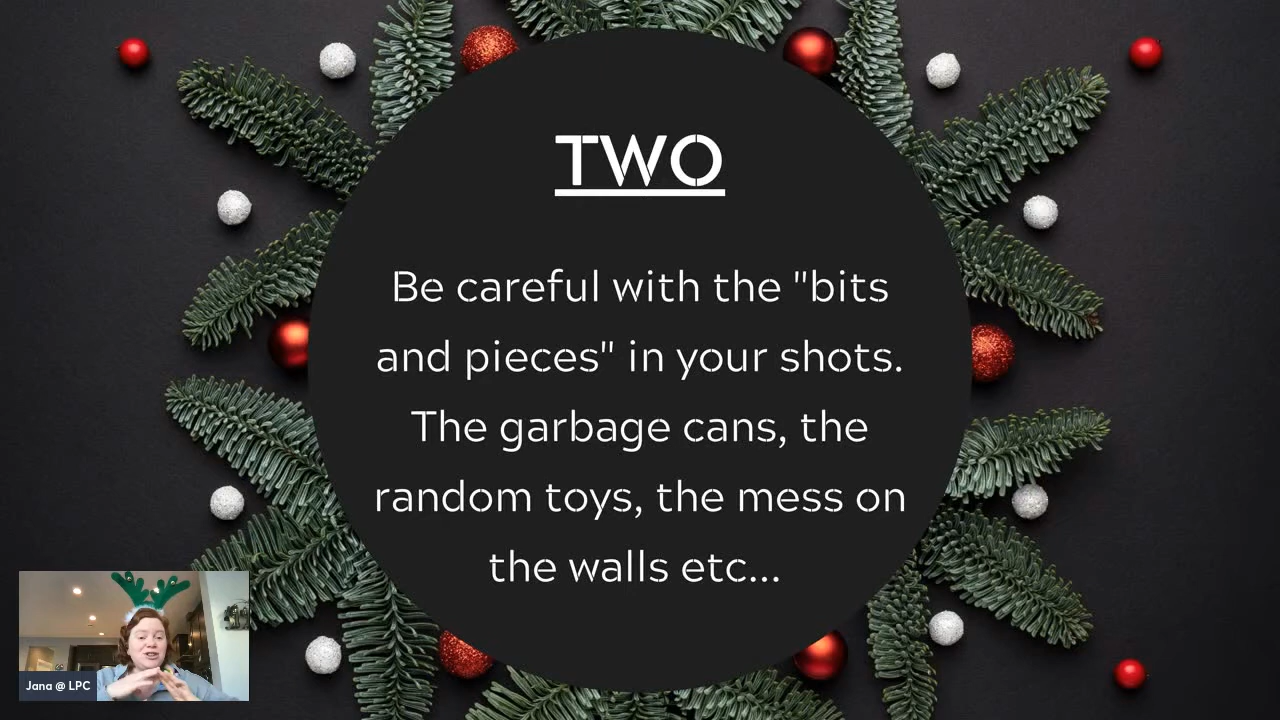 TWO
Be careful with the "bits
and pieces" in your shots.
The garbage cans, the
random toys, the mess on
the walls etc...
Jana @ LPC